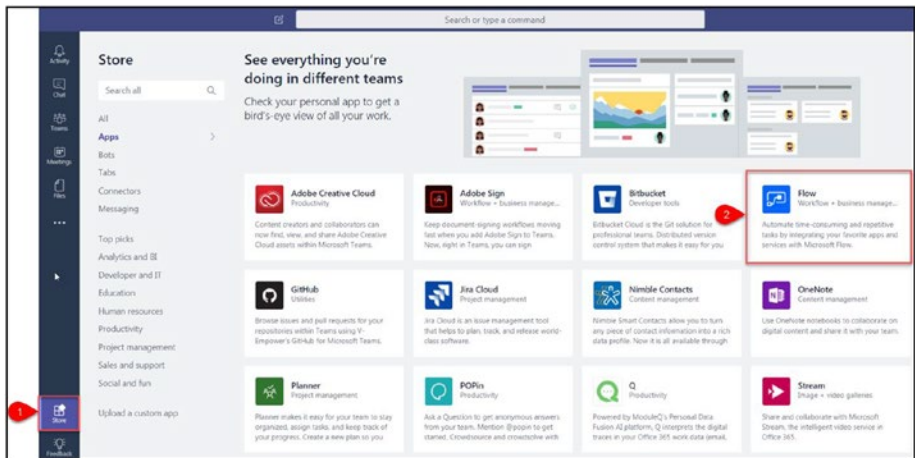 Search or type a command
Activity
Chat
Teams
Meetings
Files
1
Store
Feedback
Store
Search all
All
Apps
Bots
Tabs
Connectors
Messaging
Top picks
Analytics and BI
Developer and IT
Education
Human resources
Productivity
Project management
Sales and support
Social and fun
Upload a custom app
See everything you're
doing in different teams
Check your personal app to get a
bird's-eye view of all your work.
Adobe Creative Cloud
Productivity
Content creators and collaborators can
now find, view, and share Adobe Creative
Cloud assets within Microsoft Teams.
Adobe Sign
Workflow + business manage...
Keep document-signing workflows moving
fast when you add Adobe Sign to Teams.
Now, right in Teams, you can sign
Bitbucket
Developer tools
Bitbucket Cloud is the Git solution for
professional teams. Distributed version
control system that makes it easy for you
2
Flow
Workflow + business manage...
Automate time-consuming and repetitive
tasks by integrating your favorite apps and
services with Microsoft Flow.
GitHub
Utilities
Browse issues and pull requests for your
repositories within Teams using V-
Empower's GitHub for Microsoft Teams.
Jira Cloud
Project management
Jira Cloud is an issue management tool
that helps to plan, track, and release world-
class software.
Nimble Contacts
Content management
Nimble Smart Contacts allow you to turn
any piece of contact information into a rich
data profile. Now it is all available through
OneNote
Content management
Use OneNote notebooks to collaborate on
digital content and share it with your team.
Planner
Project management
Planner makes it easy for your team to stay
organized, assign tasks, and keep track of
your progress. Create a new plan so you
POPin
Productivity
Ask a Question to get anonymous answers
from your team. Mention @popin to get
started. Crowdsource and crowdsolve with
Q
Productivity
Powered by ModuleQ's Personal Data
Fusion AI platform, Q interprets the digital
traces in your Office 365 work data (email,
Stream
Image + video galleries
Share and collaborate with Microsoft
Stream, the intelligent video service in
Office 365.